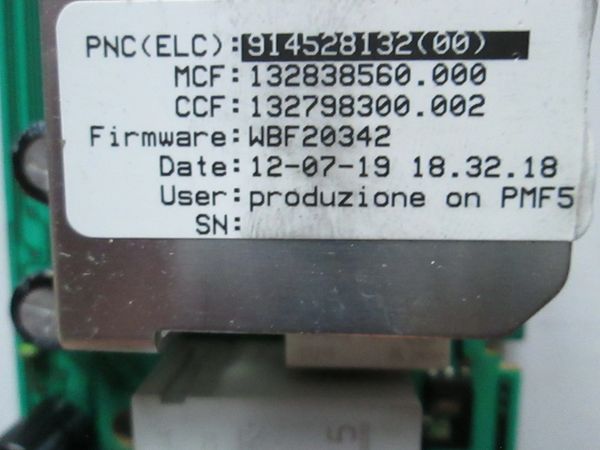 PNC(ELC):914528132(00)
MCF:132838560.000
CCF:132798300.002
Firmware:WBF20342
Date:12-07-19 18.32.18
User:produzione on PMF5
SN:
5